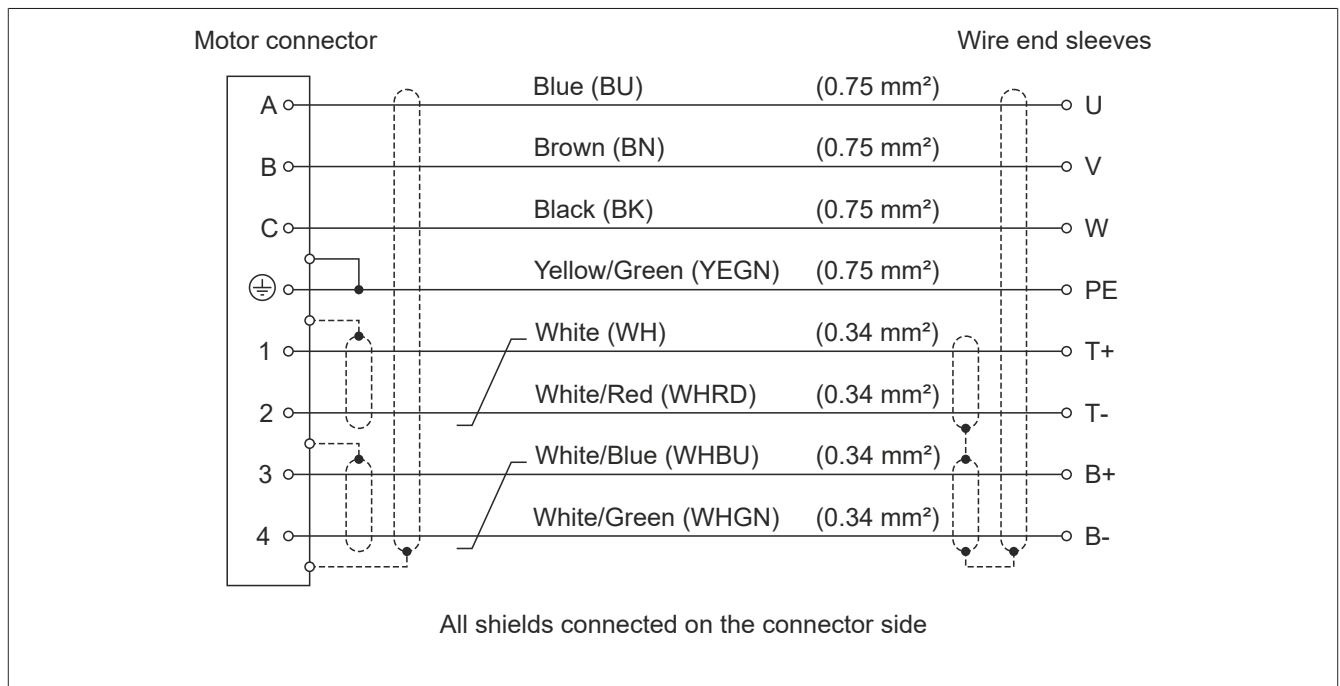 Motor connector Wire end sleeves
A Blue (BU) (0.75 mm²) U
B Brown (BN) (0.75 mm²) V
C Black (BK) (0.75 mm²) W
Yellow/Green (YEGN) (0.75 mm²) PE
1 White (WH) (0.34 mm²) T+
2 White/Red (WHRD) (0.34 mm²) T-
3 White/Blue (WHBU) (0.34 mm²) B+
4 White/Green (WHGN) (0.34 mm²) B-
All shields connected on the connector side